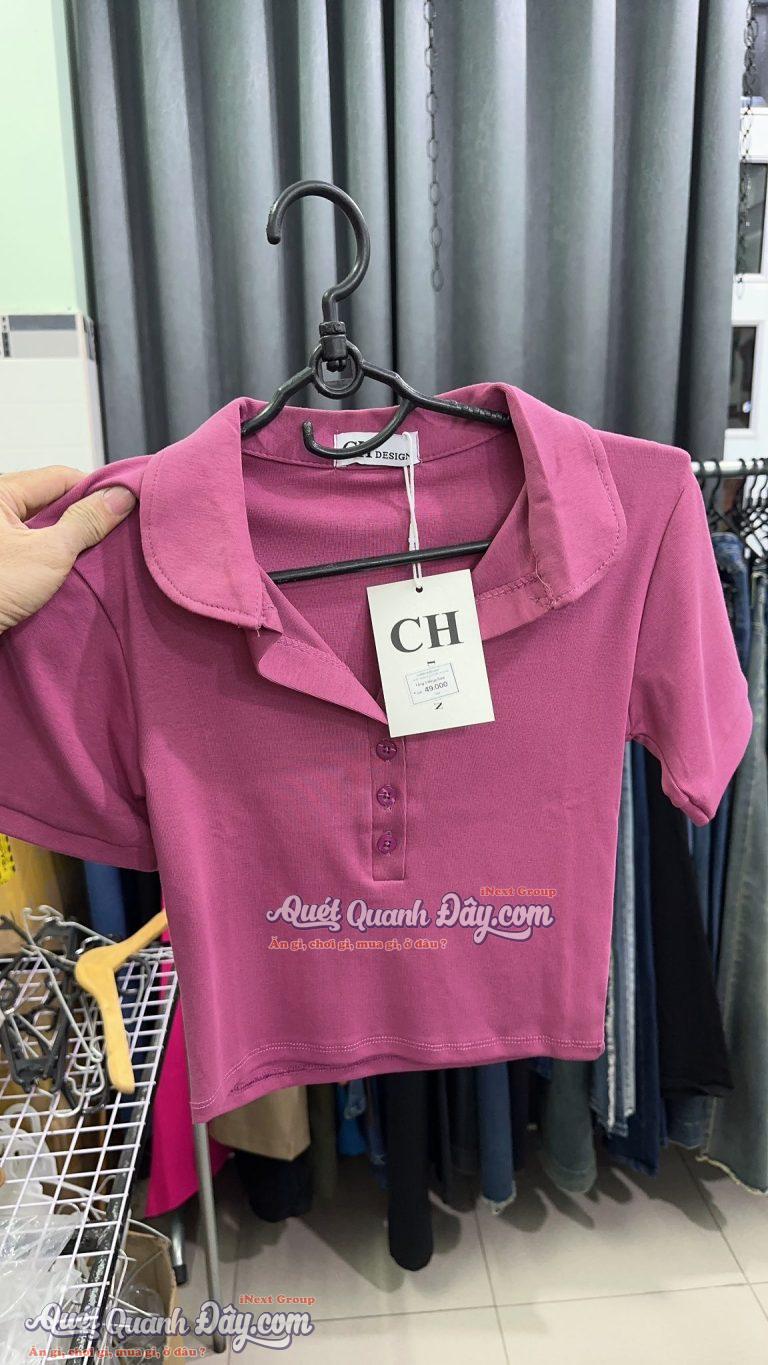 CH DESIGN
CH
49.000
Z
iNext Group
Quét Quanh Đây.com
Ăn gì, chơi gì, mua gì, ở đâu ?
iNext Group
Quét Quanh Đây.com
Ăn gì, chơi gì, mua gì, ở đâu ?